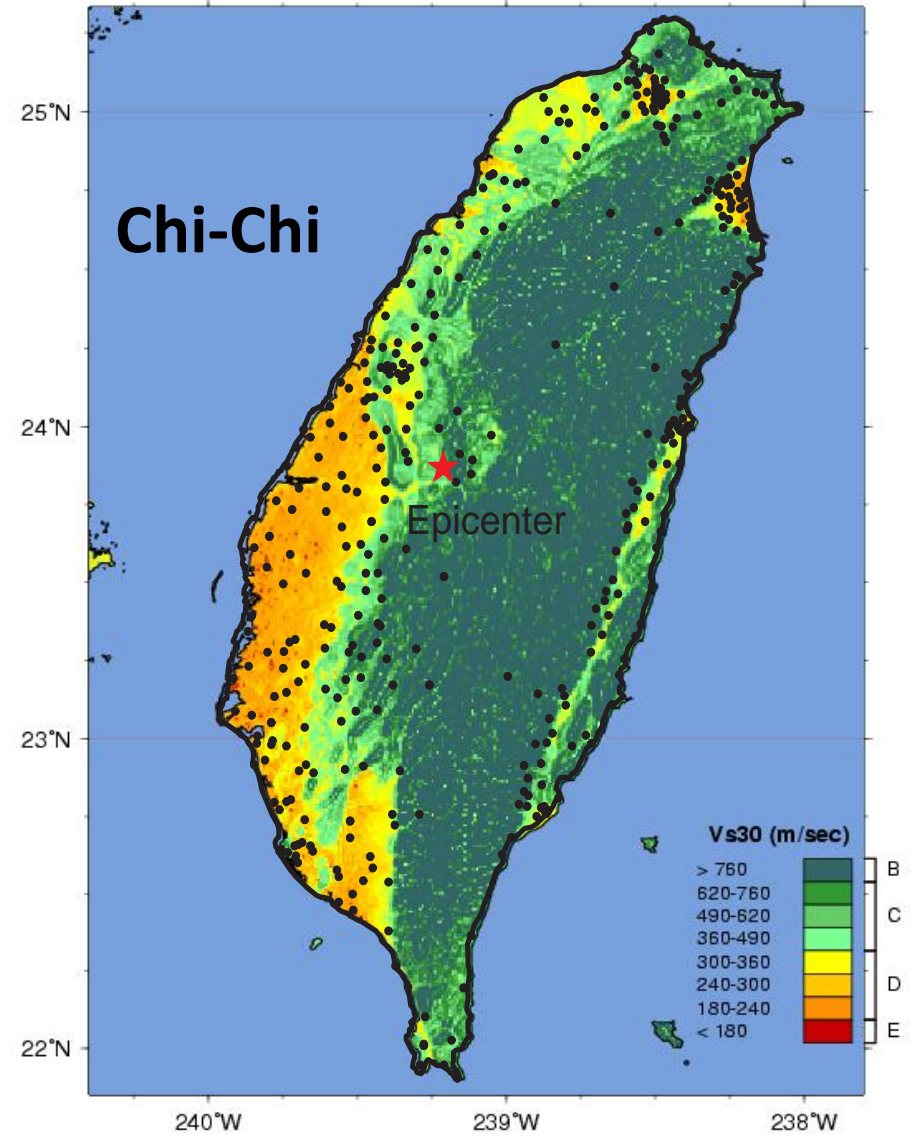 25°N
Chi-Chi
24°N
Epicenter
23°N
Vs30 (m/sec)
> 760 B
620-760
490-620 C
360-490
300-360
240-300 D
180-240
< 180 E
22°N
240°W 239°W 238°W